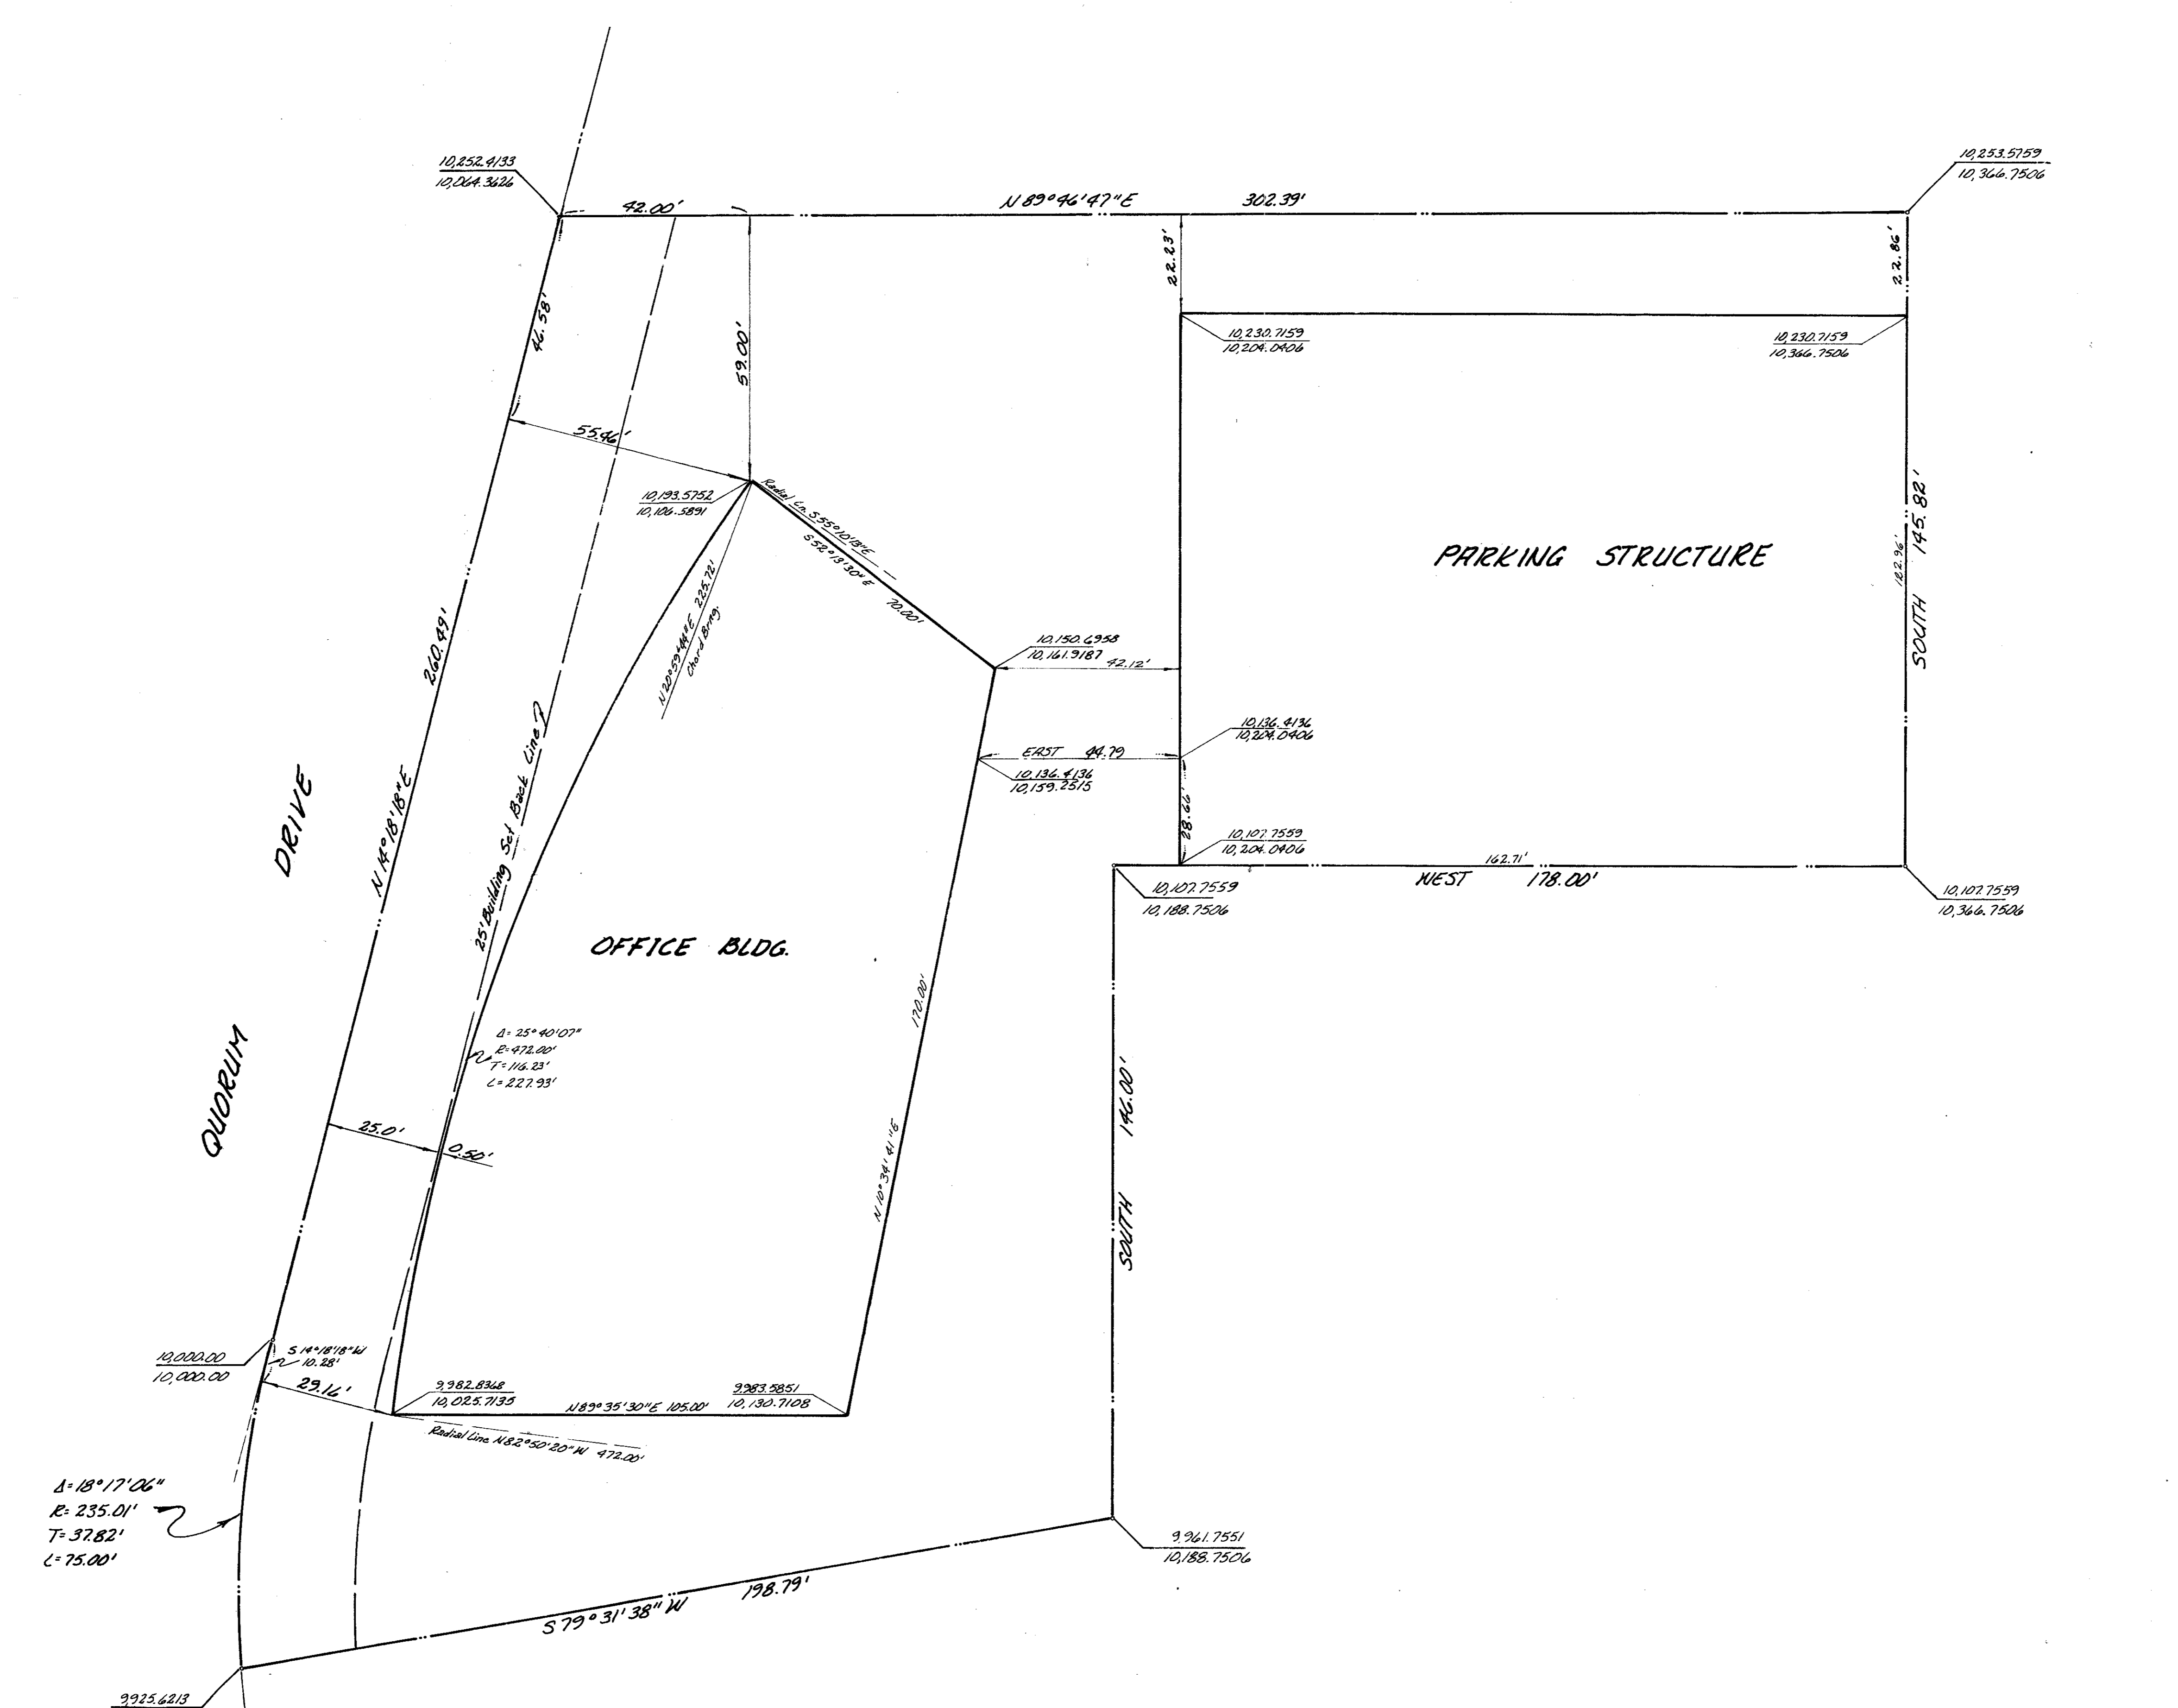 10,252.4133
10,064.3626
10,253.5759
10,366.7506
42.00'
N 89°46'47" E 302.39'
22.23'
22.86'
46.58'
59.00'
10,230.7159
10,204.0406
10,230.7159
10,366.7506
55.46'
10,193.5752
10,106.5891
Radial Ln. S55°10'13"E
S 52°13'30" E 70.00'
PARKING STRUCTURE
122.96'
SOUTH 145.82'
N 20°59'44" E 225.72'
Chord Brng.
260.49'
N 14°18'18" E
10,150.6958
10,161.9187
42.12'
10,136.4136
10,204.0406
EAST 44.79
10,136.4136
10,159.2515
28.66'
25' Building Set Back Line
DRIVE
10,107.7559
10,204.0406
162.71'
WEST 178.00'
10,107.7559
10,188.7506
10,107.7559
10,366.7506
OFFICE BLDG.
170.00'
N 10°34'41" E
Δ= 25°40'07"
R= 472.00'
T= 116.23'
L= 227.93'
QUORUM
25.0'
0.50'
SOUTH 146.00'
10,000.00
10,000.00
S 14°18'18" W
10.28'
29.16'
9,982.8368
10,025.7135
N 89°35'30" E 105.00'
9,983.5851
10,130.7108
Radial Line N82°50'20" W 472.00'
Δ= 18°17'06"
R= 235.01'
T= 37.82'
L= 75.00'
9,961.7551
10,188.7506
S 79°31'38" W 198.79'
9,925.6213